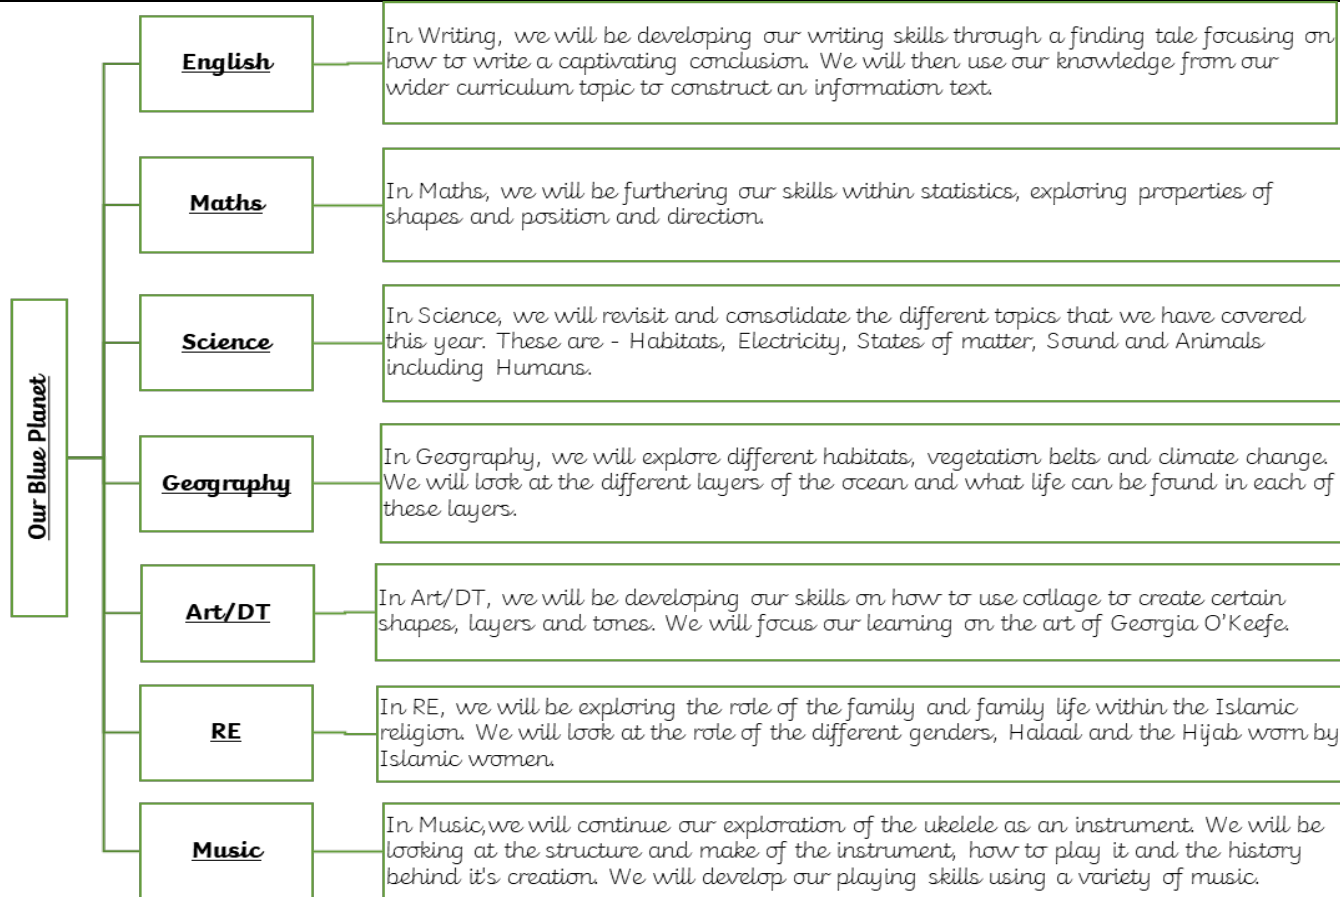 Our Blue Planet
English
In Writing, we will be developing our writing skills through a finding tale focusing on
how to write a captivating conclusion. We will then use our knowledge from our
wider curriculum topic to construct an information text.
Maths
In Maths, we will be furthering our skills within statistics, exploring properties of
shapes and position and direction.
Science
In Science, we will revisit and consolidate the different topics that we have covered
this year. These are - Habitats, Electricity, States of matter, Sound and Animals
including Humans.
Geography
In Geography, we will explore different habitats, vegetation belts and climate change.
We will look at the different layers of the ocean and what life can be found in each of
these layers.
Art/DT
In Art/DT, we will be developing our skills on how to use collage to create certain
shapes, layers and tones. We will focus our learning on the art of Georgia O'Keefe.
RE
In RE, we will be exploring the role of the family and family life within the Islamic
religion. We will look at the role of the different genders, Halaal and the Hijab worn by
Islamic women.
Music
In Music,we will continue our exploration of the ukelele as an instrument. We will be
looking at the structure and make of the instrument, how to play it and the history
behind it's creation. We will develop our playing skills using a variety of music.